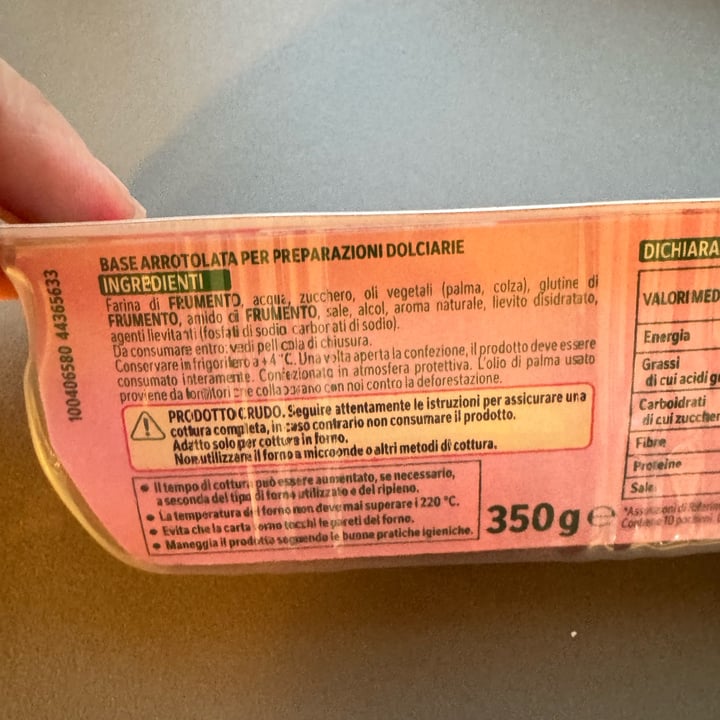 BASE ARROTOLATA PER PREPARAZIONI DOLCIARIE
INGREDIENTI
Farina di FRUMENTO, acqua, zucchero, oli vegetali (palma, colza), glutine di
FRUMENTO, amido di FRUMENTO, sale, alcol, aroma naturale, lievito disidratato,
agenti lievitanti (fosfati di sodio carbonati di sodio).
Da consumare entro: vedi pellicola di chiusura.
Conservare in frigorifero a +4 °C. Una volta aperta la confezione, il prodotto deve essere
consumato interamente. Confezionato in atmosfera protettiva. L'olio di palma usato
proviene da fornitori che collaborano con noi contro la deforestazione.
PRODOTTO CRUDO. Seguire attentamente le istruzioni per assicurare una
cottura completa, in caso contrario non consumare il prodotto.
Adatto solo per cottura in forno.
Non utilizzare il forno a microonde o altri metodi di cottura.
• Il tempo di cottura può essere aumentato, se necessario,
a seconda del tipo di forno utilizzato e del ripieno.
• La temperatura del forno non deve mai superare i 220 °C.
• Evita che la carta forno tocchi le pareti del forno.
• Maneggia il prodotto seguendo le buone pratiche igieniche.
350 g e
100406580 44365633
DICHIARA
VALORI MED
Energia
Grassi
di cui acidi g
Carboidrati
di cui zuccher
Fibre
Proteine
Sale
*Assunzioni di
Contiene 10 porzioni